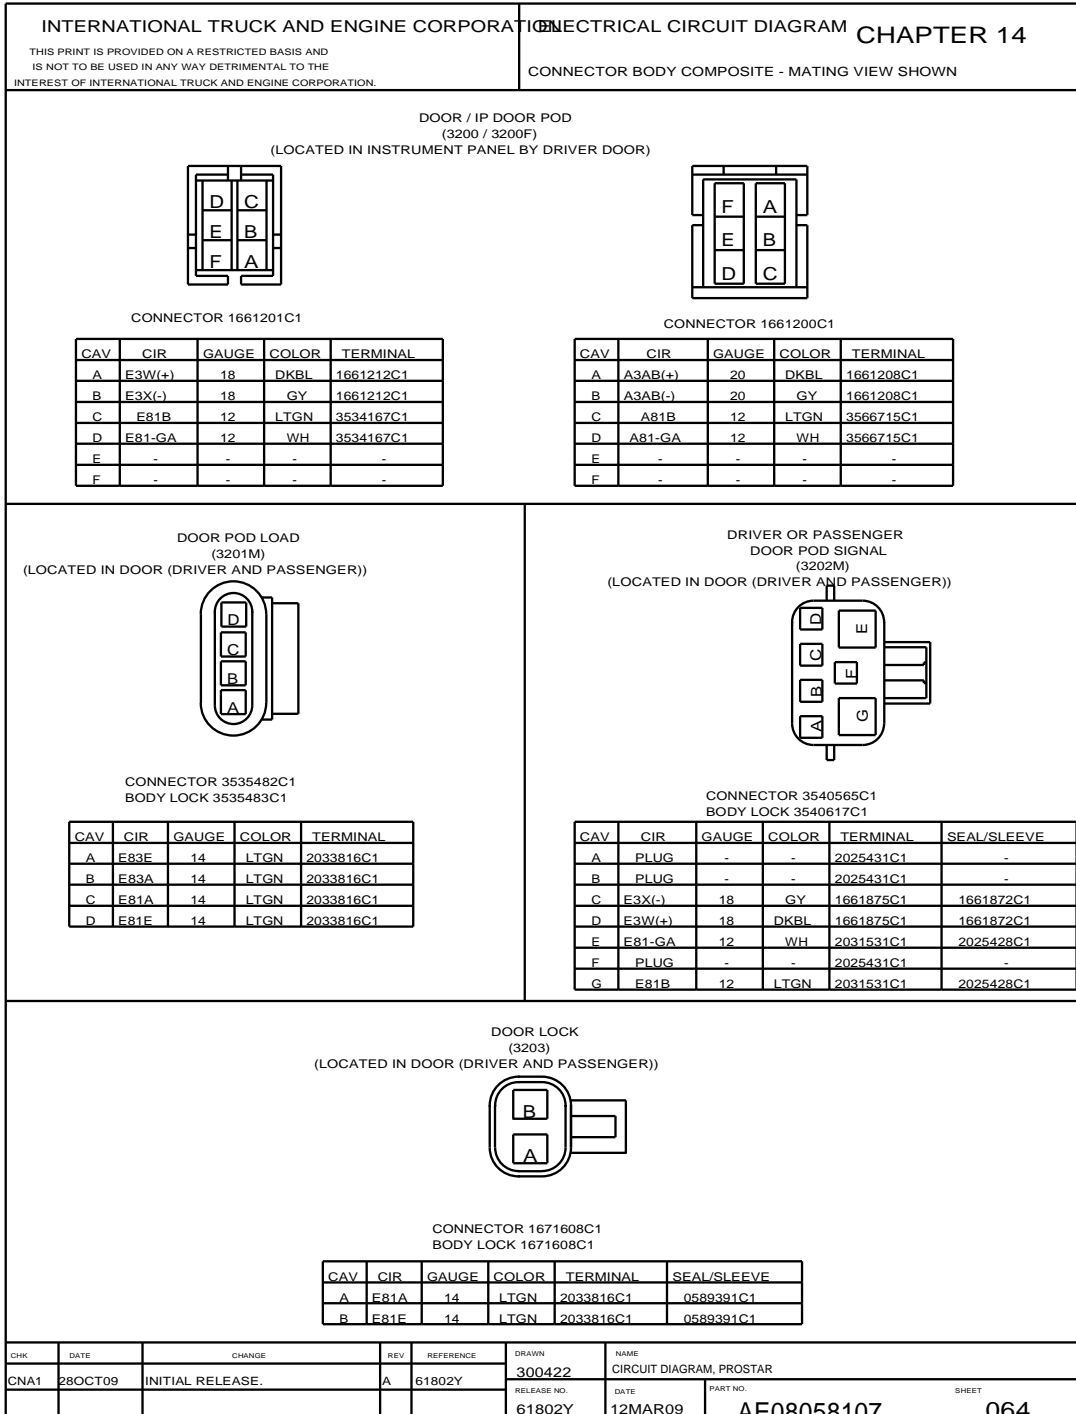 INTERNATIONAL TRUCK AND ENGINE CORPORATION
THIS PRINT IS PROVIDED ON A RESTRICTED BASIS AND
IS NOT TO BE USED IN ANY WAY DETRIMENTAL TO THE
INTEREST OF INTERNATIONAL TRUCK AND ENGINE CORPORATION.
ELECTRICAL CIRCUIT DIAGRAM CHAPTER 14
CONNECTOR BODY COMPOSITE - MATING VIEW SHOWN
DOOR / IP DOOR POD
(3200 / 3200F)
(LOCATED IN INSTRUMENT PANEL BY DRIVER DOOR)
D C
E B
F A
CONNECTOR 1661201C1
CAV CIR GAUGE COLOR TERMINAL
A E3W(+) 18 DKBL 1661212C1
B E3X(-) 18 GY 1661212C1
C E81B 12 LTGN 3534167C1
D E81-GA 12 WH 3534167C1
E - - - -
F - - - -
F A
E B
D C
CONNECTOR 1661200C1
CAV CIR GAUGE COLOR TERMINAL
A A3AB(+) 20 DKBL 1661208C1
B A3AB(-) 20 GY 1661208C1
C A81B 12 LTGN 3566715C1
D A81-GA 12 WH 3566715C1
E - - - -
F - - - -
DOOR POD LOAD
(3201M)
(LOCATED IN DOOR (DRIVER AND PASSENGER))
D
C
B
A
CONNECTOR 3535482C1
BODY LOCK 3535483C1
CAV CIR GAUGE COLOR TERMINAL
A E83E 14 LTGN 2033816C1
B E83A 14 LTGN 2033816C1
C E81A 14 LTGN 2033816C1
D E81E 14 LTGN 2033816C1
DRIVER OR PASSENGER
DOOR POD SIGNAL
(3202M)
(LOCATED IN DOOR (DRIVER AND PASSENGER))
D E
C
F
B
A G
CONNECTOR 3540565C1
BODY LOCK 3540617C1
CAV CIR GAUGE COLOR TERMINAL SEAL/SLEEVE
A PLUG - - 2025431C1 -
B PLUG - - 2025431C1 -
C E3X(-) 18 GY 1661875C1 1661872C1
D E3W(+) 18 DKBL 1661875C1 1661872C1
E E81-GA 12 WH 2031531C1 2025428C1
F PLUG - - 2025431C1 -
G E81B 12 LTGN 2031531C1 2025428C1
DOOR LOCK
(3203)
(LOCATED IN DOOR (DRIVER AND PASSENGER))
B
A
CONNECTOR 1671608C1
BODY LOCK 1671608C1
CAV CIR GAUGE COLOR TERMINAL SEAL/SLEEVE
A E81A 14 LTGN 2033816C1 0589391C1
B E81E 14 LTGN 2033816C1 0589391C1
CHK DATE CHANGE REV REFERENCE
CNA1 28OCT09 INITIAL RELEASE. A 61802Y
DRAWN
300422
NAME
CIRCUIT DIAGRAM, PROSTAR
RELEASE NO.
61802Y
DATE
12MAR09
PART NO.
AF08058107
SHEET
064